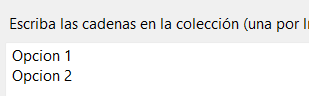 Escriba las cadenas en la colección (una por
Opcion 1
Opcion 2